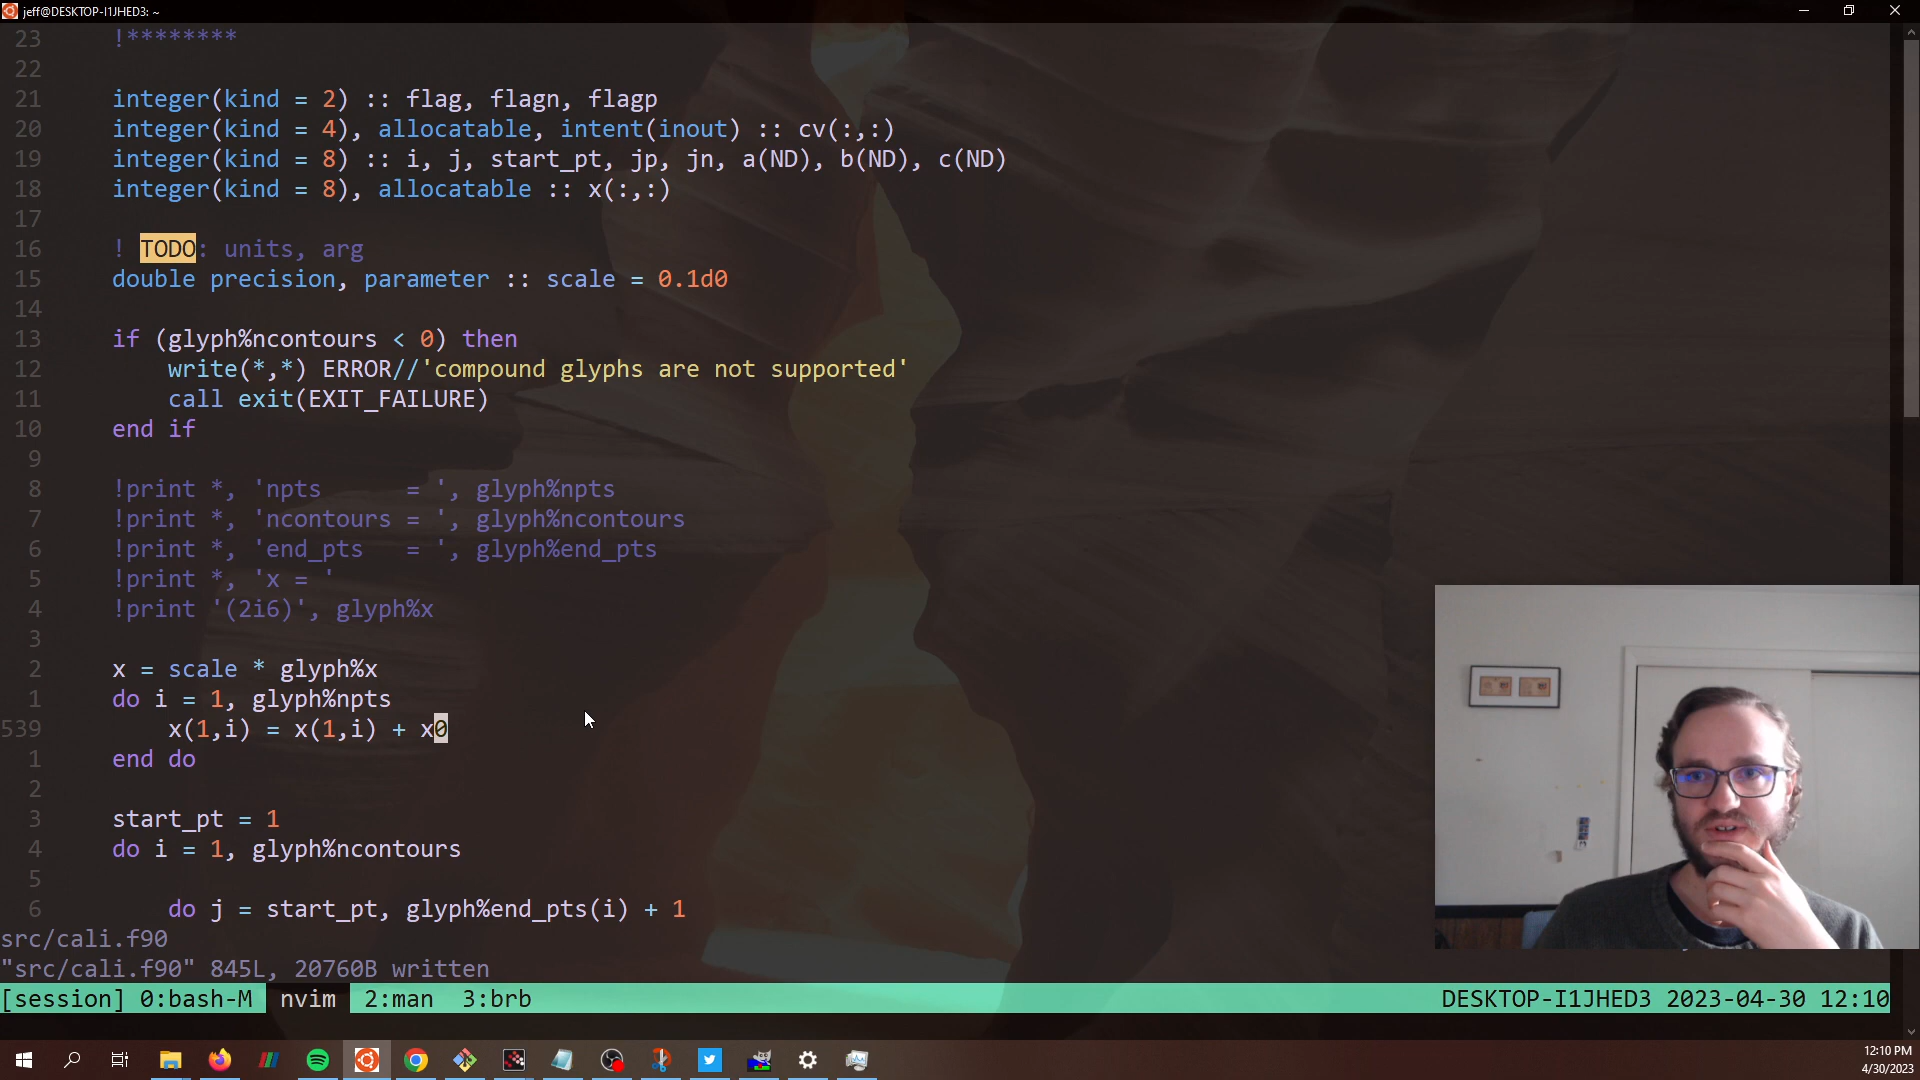 jeff@DESKTOP-I1JHED3: ~
23 !********
22
21 integer(kind = 2) :: flag, flagn, flagp
20 integer(kind = 4), allocatable, intent(inout) :: cv(:,:)
19 integer(kind = 8) :: i, j, start_pt, jp, jn, a(ND), b(ND), c(ND)
18 integer(kind = 8), allocatable :: x(:,:)
17
16 ! TODO: units, arg
15 double precision, parameter :: scale = 0.1d0
14
13 if (glyph%ncontours < 0) then
12 write(*,*) ERROR//'compound glyphs are not supported'
11 call exit(EXIT_FAILURE)
10 end if
9
8 !print *, 'npts      = ', glyph%npts
7 !print *, 'ncontours = ', glyph%ncontours
6 !print *, 'end_pts   = ', glyph%end_pts
5 !print *, 'x = '
4 !print '(2i6)', glyph%x
3
2 x = scale * glyph%x
1 do i = 1, glyph%npts
539 x(1,i) = x(1,i) + x0
1 end do
2
3 start_pt = 1
4 do i = 1, glyph%ncontours
5
6 do j = start_pt, glyph%end_pts(i) + 1
src/cali.f90
"src/cali.f90" 845L, 20760B written
[session] 0:bash-M nvim 2:man 3:brb DESKTOP-I1JHED3 2023-04-30 12:10
12:10 PM
4/30/2023